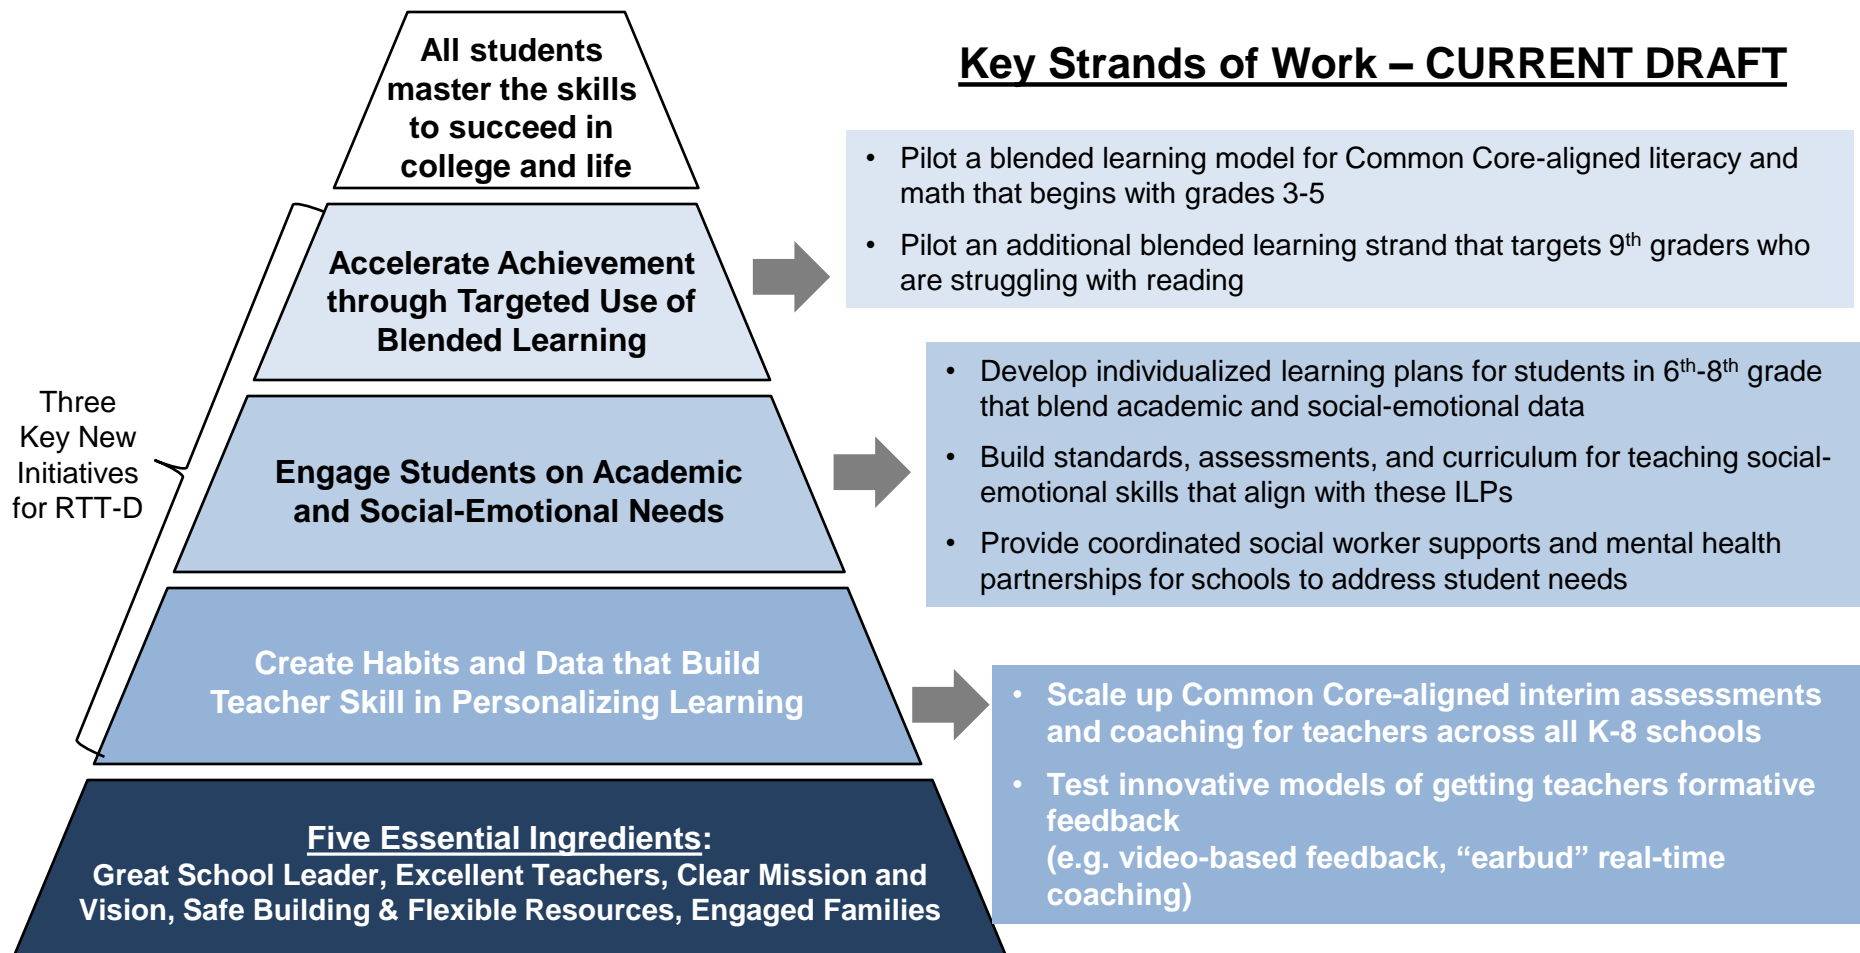 All students
master the skills
to succeed in
college and life
Key Strands of Work – CURRENT DRAFT
Accelerate Achievement
through Targeted Use of
Blended Learning
• Pilot a blended learning model for Common Core-aligned literacy and
math that begins with grades 3-5
• Pilot an additional blended learning strand that targets 9th graders who
are struggling with reading
Three
Key New
Initiatives
for RTT-D
Engage Students on Academic
and Social-Emotional Needs
• Develop individualized learning plans for students in 6th-8th grade
that blend academic and social-emotional data
• Build standards, assessments, and curriculum for teaching social-
emotional skills that align with these ILPs
• Provide coordinated social worker supports and mental health
partnerships for schools to address student needs
Create Habits and Data that Build
Teacher Skill in Personalizing Learning
• Scale up Common Core-aligned interim assessments
and coaching for teachers across all K-8 schools
• Test innovative models of getting teachers formative
feedback
(e.g. video-based feedback, “earbud” real-time
coaching)
Five Essential Ingredients:
Great School Leader, Excellent Teachers, Clear Mission and
Vision, Safe Building & Flexible Resources, Engaged Families